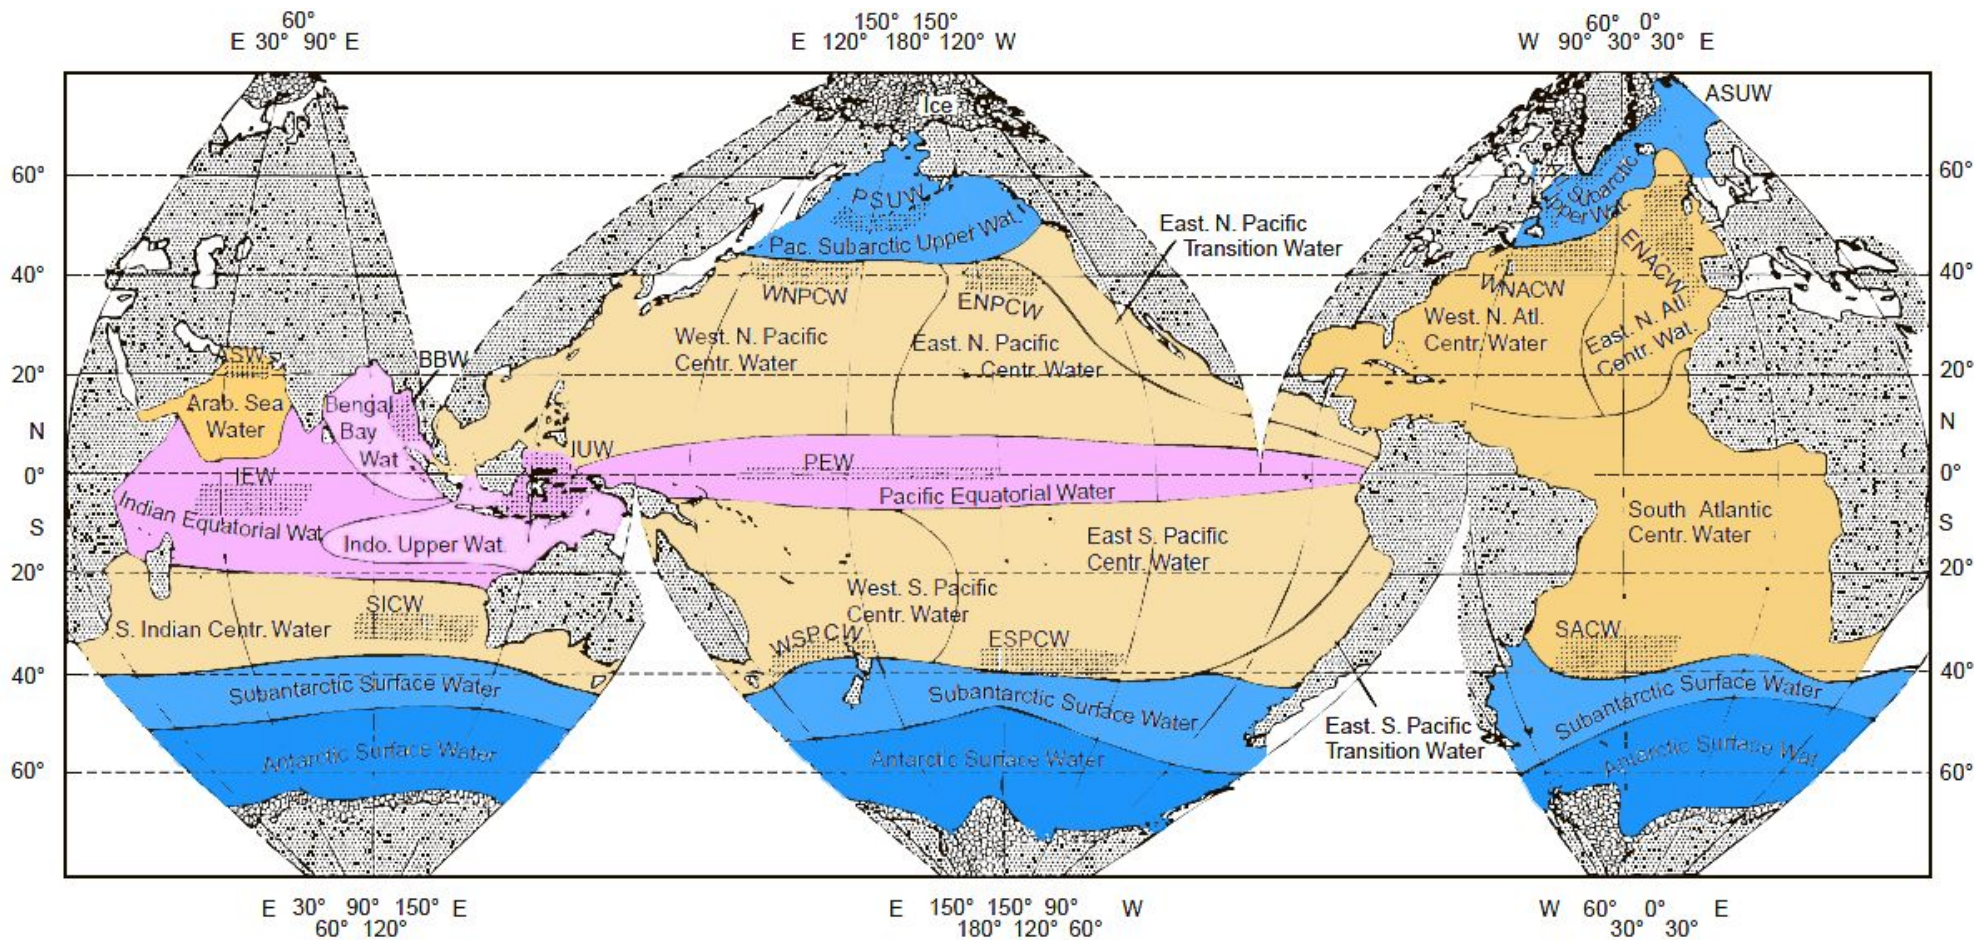 60°
E 30° 90° E
150° 150°
E 120° 180° 120° W
60° 0°
W 90° 30° 30° E
Ice
ASUW
60°
60°
PSUW
Pac. Subarctic Upper Wat.
Subarctic
Upper Wat.
East. N. Pacific
Transition Water
40°
40°
WNPCW
ENPCW
WNACW
ENACW
West. N. Pacific
Centr. Water
East. N. Pacific
Centr. Water
West. N. Atl.
Centr. Water
East. N. Atl.
Centr. Wat.
ASW
BBW
20°
20°
Arab. Sea
Water
Bengal
Bay
Wat
N
N
IUW
IEW
PEW
0°
0°
Indian Equatorial Wat.
Pacific Equatorial Water
S
S
Indo. Upper Wat.
East S. Pacific
Centr. Water
South Atlantic
Centr. Water
20°
20°
West. S. Pacific
Centr. Water
SICW
S. Indian Centr. Water
WSPCW
ESPCW
SACW
40°
40°
Subantarctic Surface Water
Subantarctic Surface Water
Subantarctic Surface Water
East. S. Pacific
Transition Water
Antarctic Surface Water
Antarctic Surface Water
Antarctic Surface Wat.
60°
60°
E 30° 90° 150° E
60° 120°
E 150° 150° 90° W
180° 120° 60°
W 60° 0° E
30° 30°